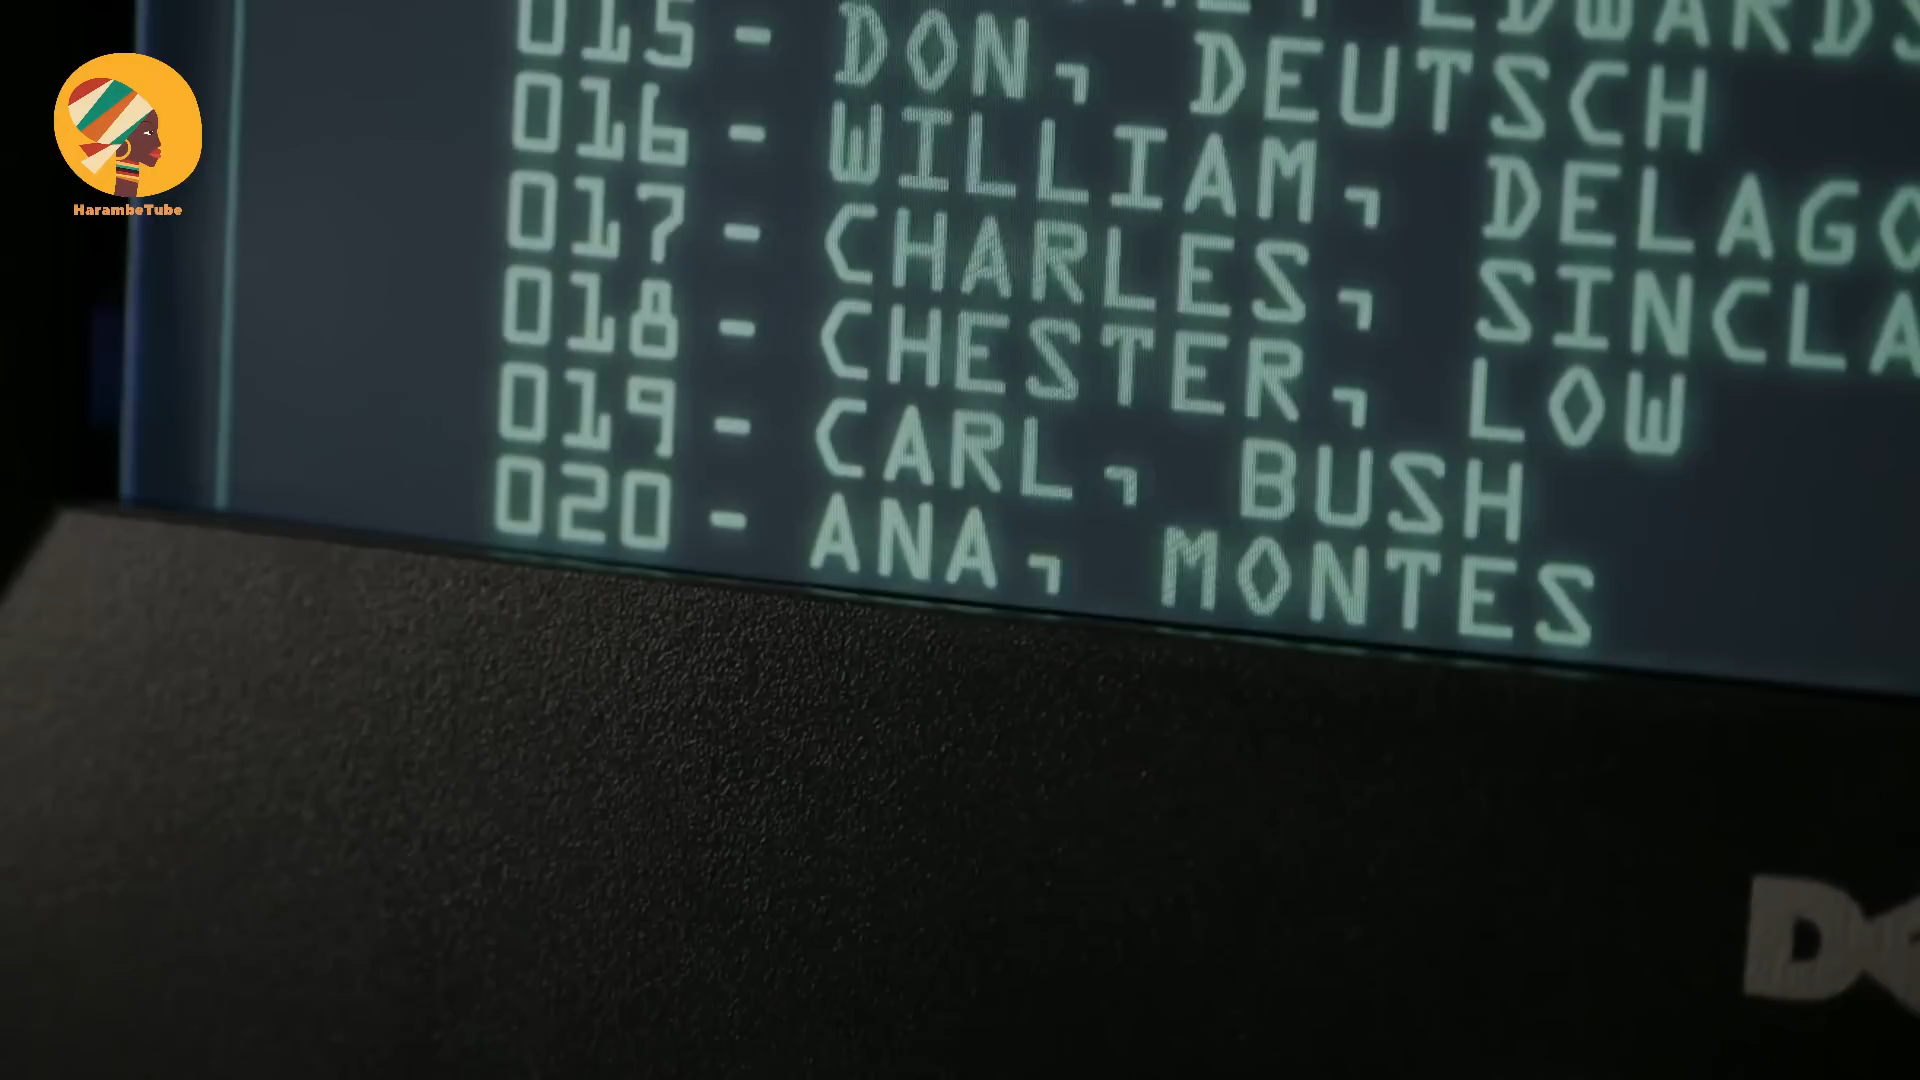 HarambeTube
EDWARDS
015 - DON, DEUTSCH
016 - WILLIAM, DELAGO
017 - CHARLES, SINCLA
018 - CHESTER, LOW
019 - CARL, BUSH
020 - ANA, MONTES